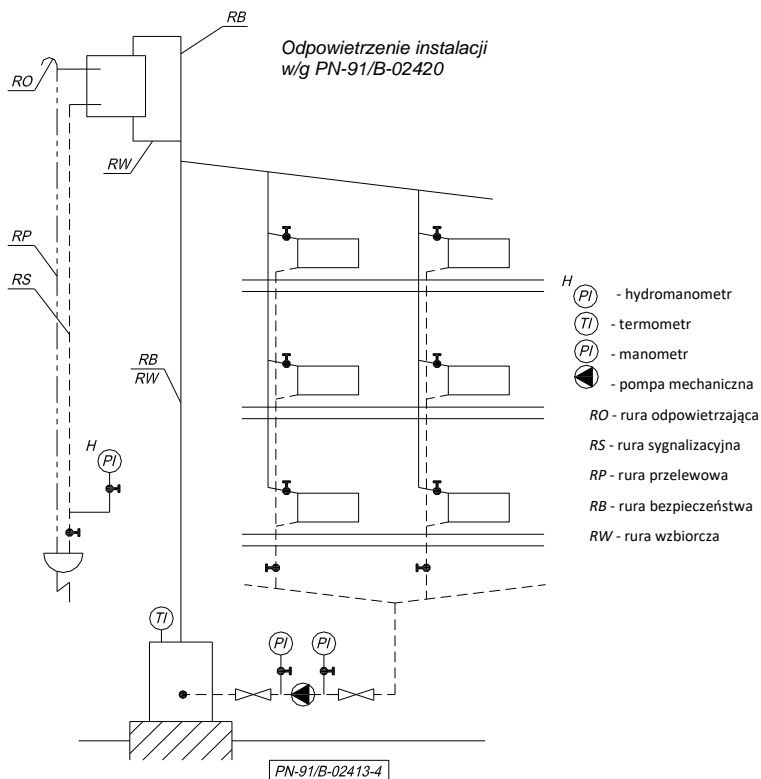 RB
Odpowietrzenie instalacji
w/g PN-91/B-02420
RO
RW
RP
RS
RB
RW
H
PI
TI
PI
PI
H
PI - hydromanometr
TI - termometr
PI - manometr
- pompa mechaniczna
RO - rura odpowietrzająca
RS - rura sygnalizacyjna
RP - rura przelewowa
RB - rura bezpieczeństwa
RW - rura wzbiorcza
PN-91/B-02413-4